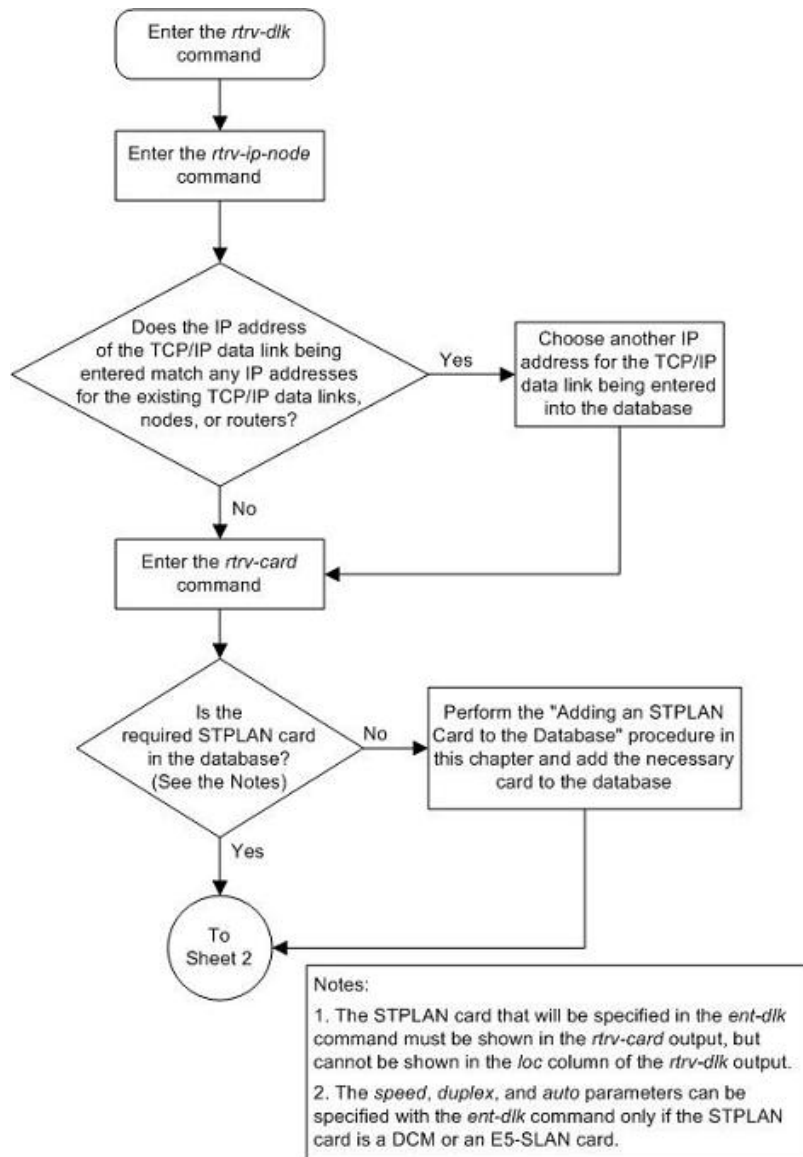 Enter the rtrv-dlk
command
Enter the rtrv-ip-node
command
Does the IP address
of the TCP/IP data link being
entered match any IP addresses
for the existing TCP/IP data links,
nodes, or routers?
Yes
Choose another IP
address for the TCP/IP
data link being entered
into the database
No
Enter the rtrv-card
command
Is the
required STPLAN card
in the database?
(See the Notes)
No
Perform the "Adding an STPLAN
Card to the Database" procedure in
this chapter and add the necessary
card to the database
Yes
To
Sheet 2
Notes:
1. The STPLAN card that will be specified in the ent-dlk
command must be shown in the rtrv-card output, but
cannot be shown in the loc column of the rtrv-dlk output.
2. The speed, duplex, and auto parameters can be
specified with the ent-dlk command only if the STPLAN
card is a DCM or an E5-SLAN card.